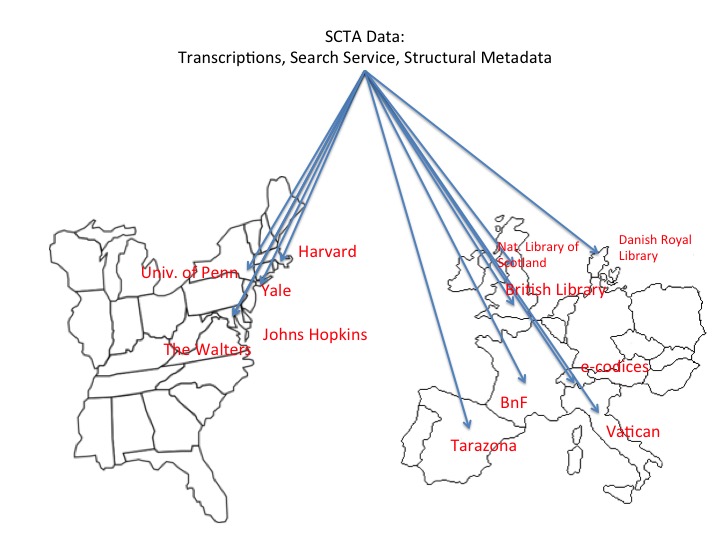 SCTA Data:
Transcriptions, Search Service, Structural Metadata
Harvard
Univ. of Penn
Yale
Johns Hopkins
The Walters
Nat. Library of
Scotland
Danish Royal
Library
British Library
e-codices
BnF
Vatican
Tarazona